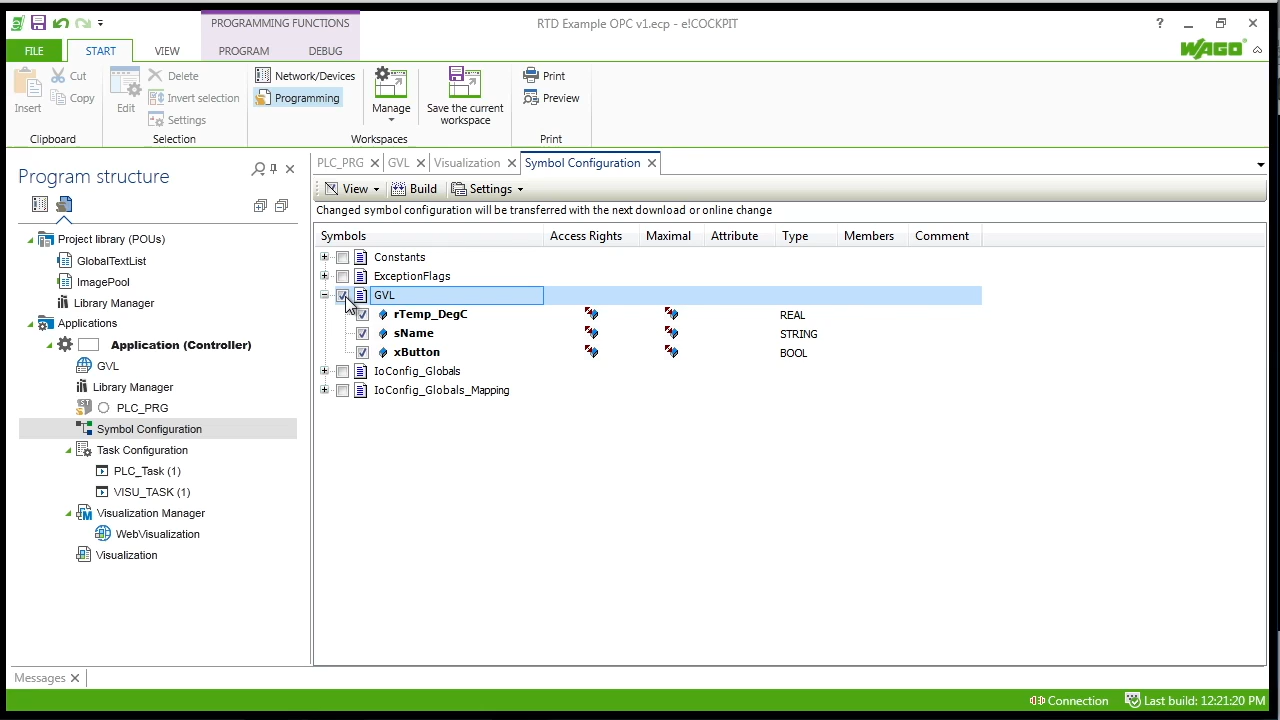 PROGRAMMING FUNCTIONS
RTD Example OPC v1.ecp - e!COCKPIT
?
FILE START VIEW PROGRAM DEBUG
WAGO
Insert
Cut
Copy
Clipboard
Edit
Delete
Invert selection
Settings
Selection
Network/Devices
Programming
Manage
Save the current
workspace
Workspaces
Print
Preview
Print
Program structure
Project library (POUs)
GlobalTextList
ImagePool
Library Manager
Applications
Application (Controller)
GVL
Library Manager
PLC_PRG
Symbol Configuration
Task Configuration
PLC_Task (1)
VISU_TASK (1)
Visualization Manager
WebVisualization
Visualization
PLC_PRG GVL Visualization Symbol Configuration
View Build Settings
Changed symbol configuration will be transferred with the next download or online change
Symbols Access Rights Maximal Attribute Type Members Comment
Constants
ExceptionFlags
GVL
rTemp_DegC REAL
sName STRING
xButton BOOL
IoConfig_Globals
IoConfig_Globals_Mapping
Messages
Connection Last build: 12:21:20 PM